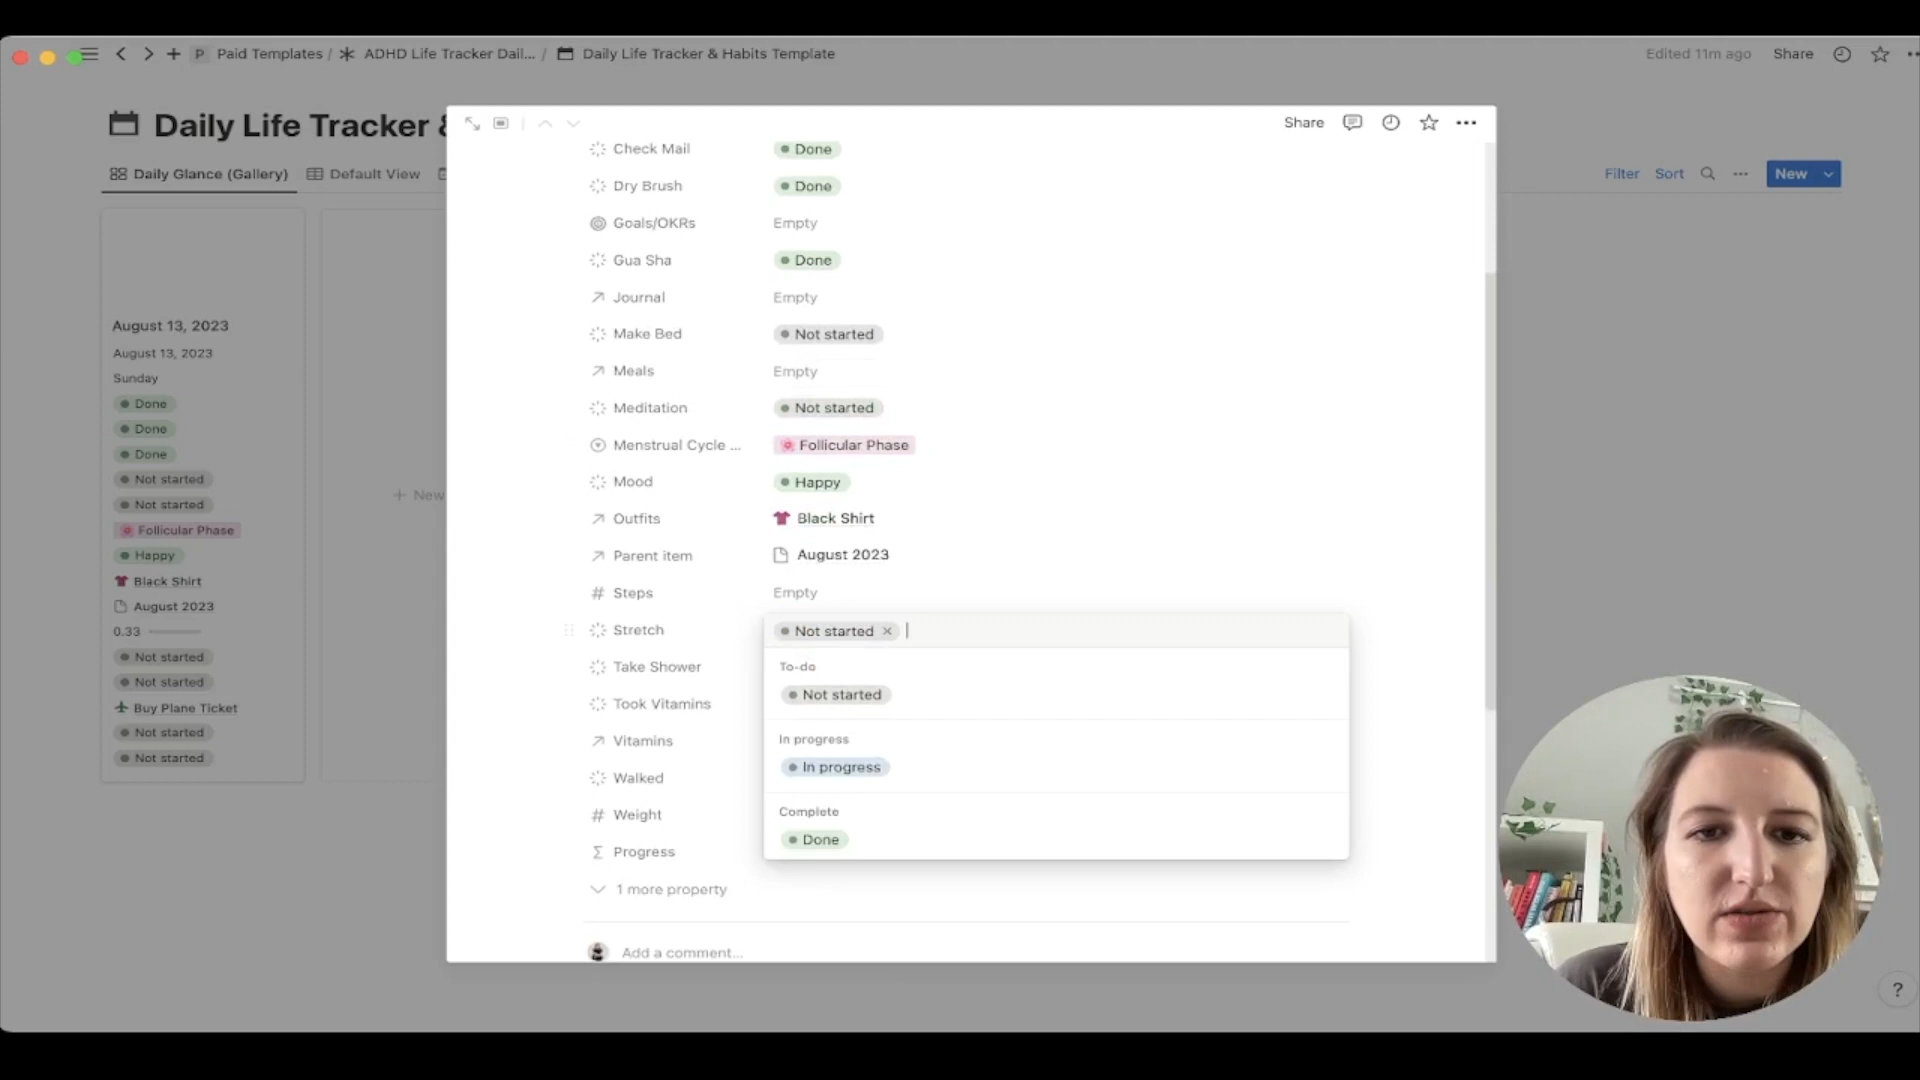 P Paid Templates / ADHD Life Tracker Dail... / Daily Life Tracker & Habits Template
Edited 11m ago Share
Daily Life Tracker &
Daily Glance (Gallery) Default View
Filter Sort New
August 13, 2023
August 13, 2023
Sunday
Done
Done
Done
Not started
Not started
Follicular Phase
Happy
Black Shirt
August 2023
0.33
Not started
Not started
Buy Plane Ticket
Not started
Not started
+ New
Share
Check Mail Done
Dry Brush Done
Goals/OKRs Empty
Gua Sha Done
Journal Empty
Make Bed Not started
Meals Empty
Meditation Not started
Menstrual Cycle ... Follicular Phase
Mood Happy
Outfits Black Shirt
Parent item August 2023
# Steps Empty
Stretch Not started ×
Take Shower
Took Vitamins
Vitamins
Walked
# Weight
Σ Progress
To-do
Not started
In progress
In progress
Complete
Done
1 more property
Add a comment...
?